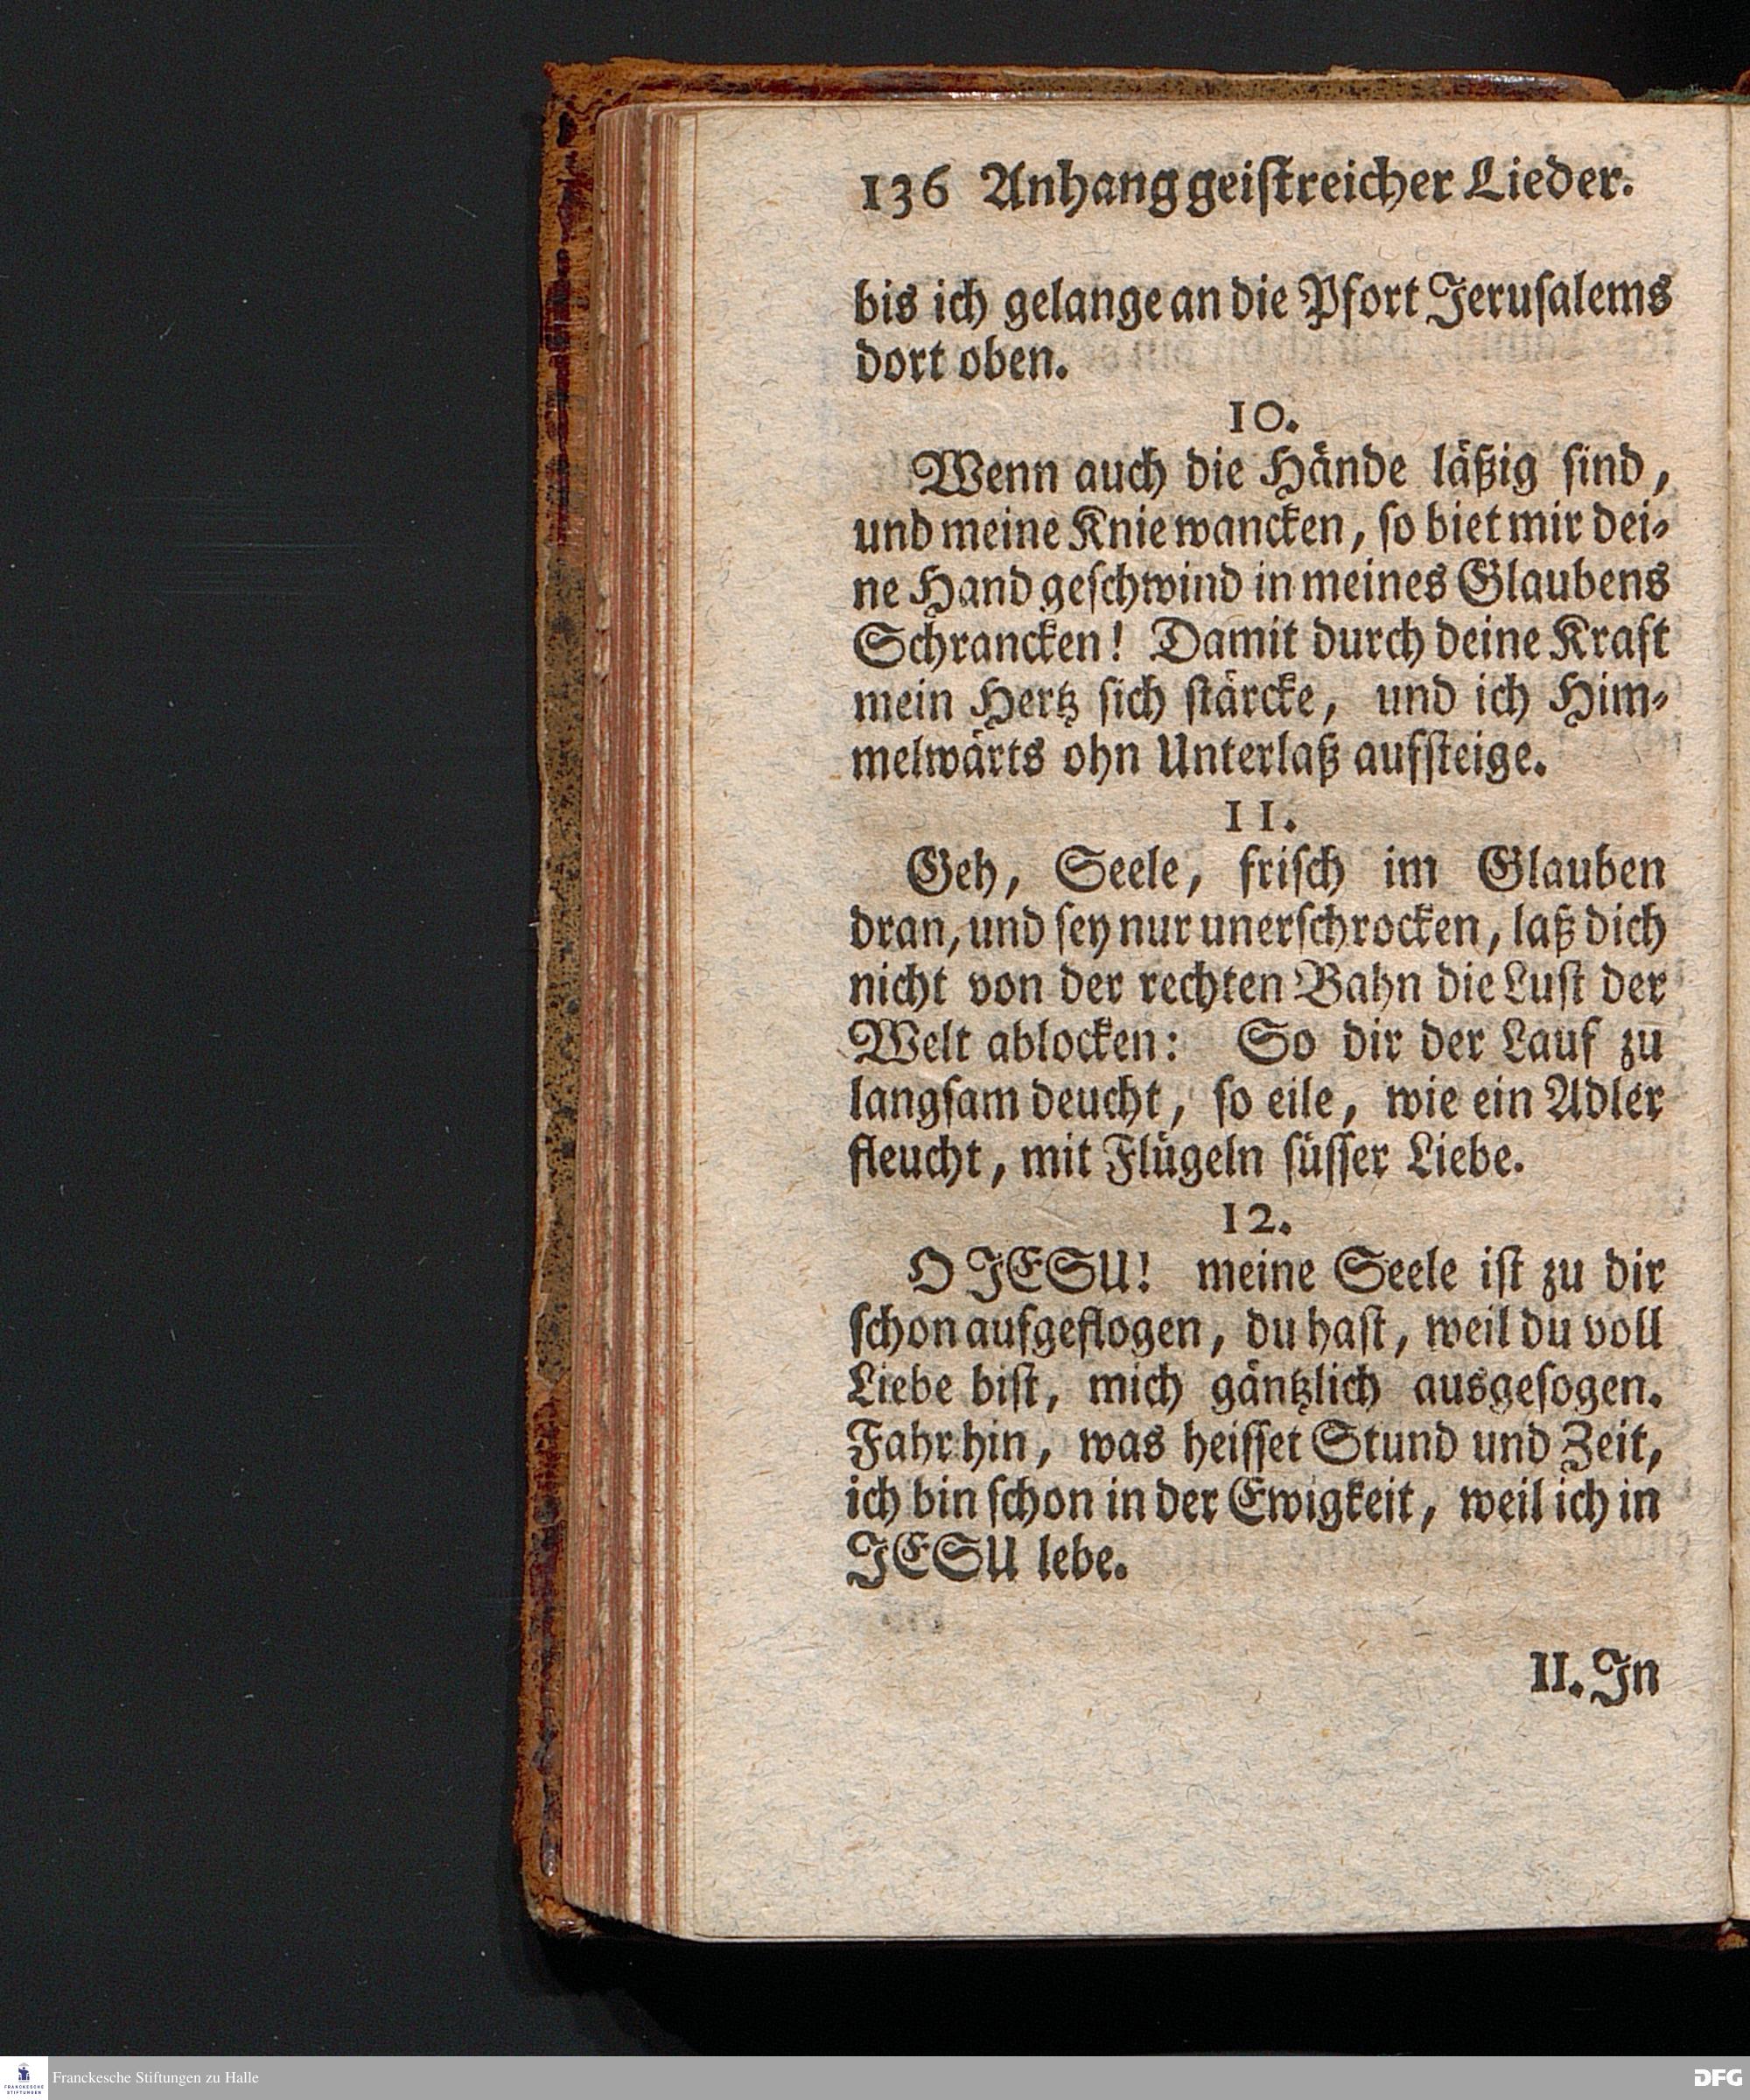 136 Anhang geiſtreicher Lieder.
bis ich gelange an die Pfort Jeruſalems
dort oben.
10.
Wenn auch die Hände läßig ſind,
und meine Knie wancken, ſo biet mir dei-
ne Hand geſchwind in meines Glaubens
Schrancken! Damit durch deine Kraft
mein Hertz ſich ſtärcke, und ich Him-
melwärts ohn Unterlaß aufſteige.
11.
Geh, Seele, friſch im Glauben
dran, und ſey nur unerſchrocken, laß dich
nicht von der rechten Bahn die Luſt der
Welt ablocken: So dir der Lauf zu
langſam deucht, ſo eile, wie ein Adler
fleucht, mit Flügeln ſüſſer Liebe.
12.
O JESU! meine Seele iſt zu dir
ſchon aufgeflogen, du haſt, weil du voll
Liebe biſt, mich gäntzlich ausgeſogen.
Fahr hin, was heiſſet Stund und Zeit,
ich bin ſchon in der Ewigkeit, weil ich in
JESU lebe.
II. Jn
FRANCKESCHE
STIFTUNGEN
Franckesche Stiftungen zu Halle
DFG